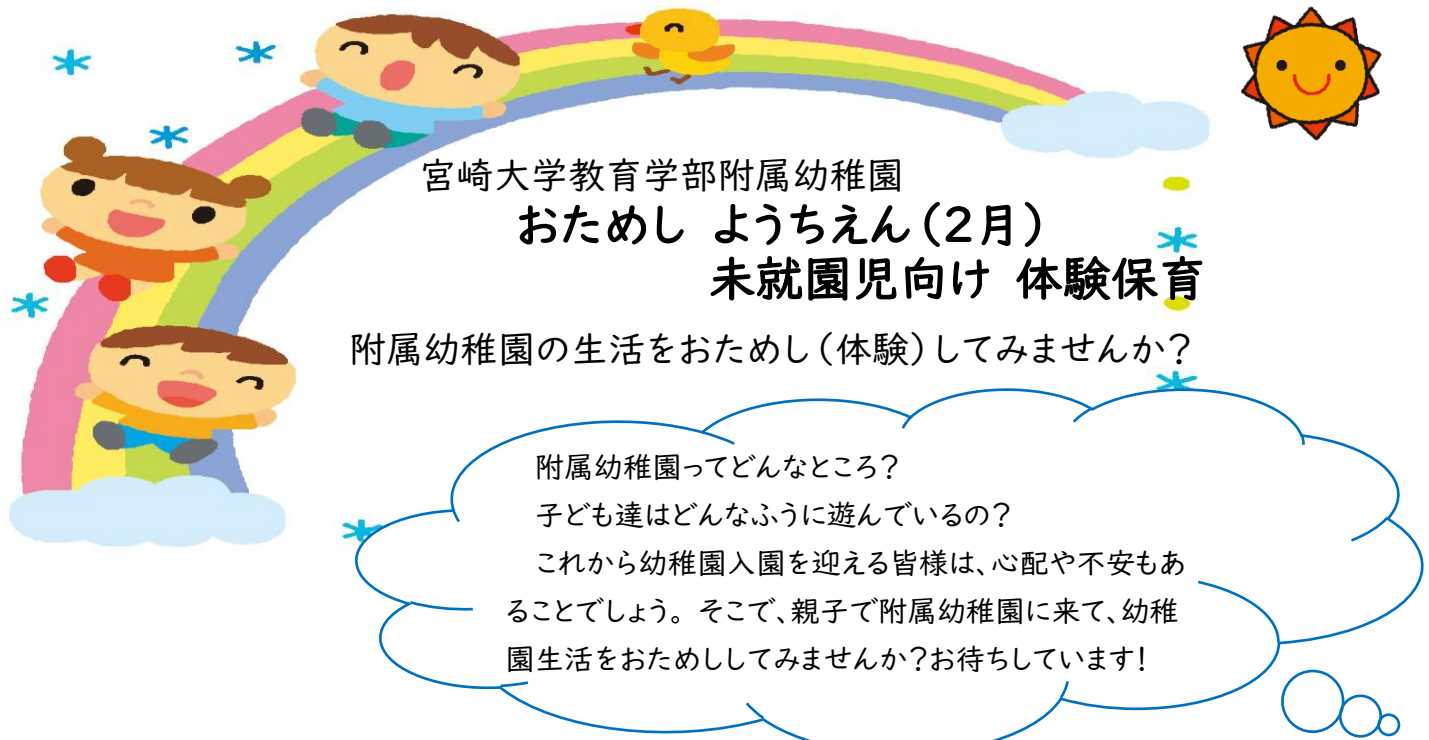 宮崎大学教育学部附属幼稚園
おためし ようちえん(2月)
未就園児向け 体験保育
附属幼稚園の生活をおためし(体験)してみませんか?
附属幼稚園ってどんなところ?
子ども達はどんなふうに遊んでいるの?
これから幼稚園入園を迎える皆様は、心配や不安もあ
ることでしょう。そこで、親子で附属幼稚園に来て、幼稚
園生活をおためししてみませんか?お待ちしています!